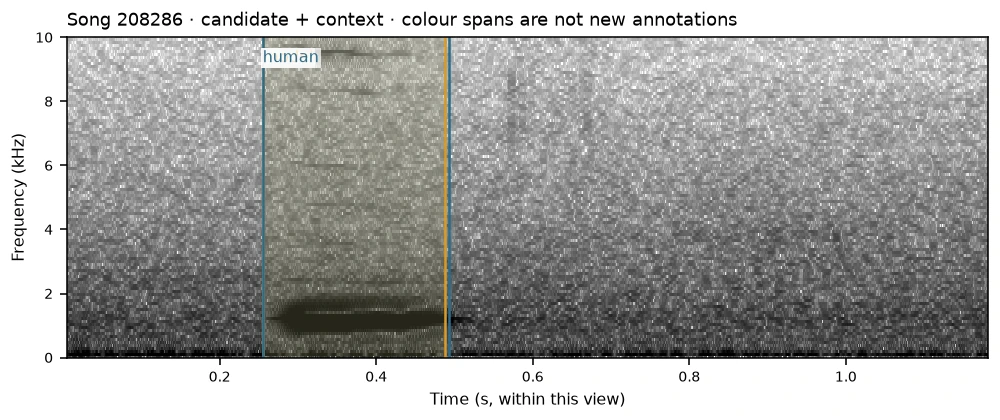 Song 208286 · candidate + context · colour spans are not new annotations
human
Frequency (kHz)
10
8
6
4
2
0
0.2 0.4 0.6 0.8 1.0
Time (s, within this view)